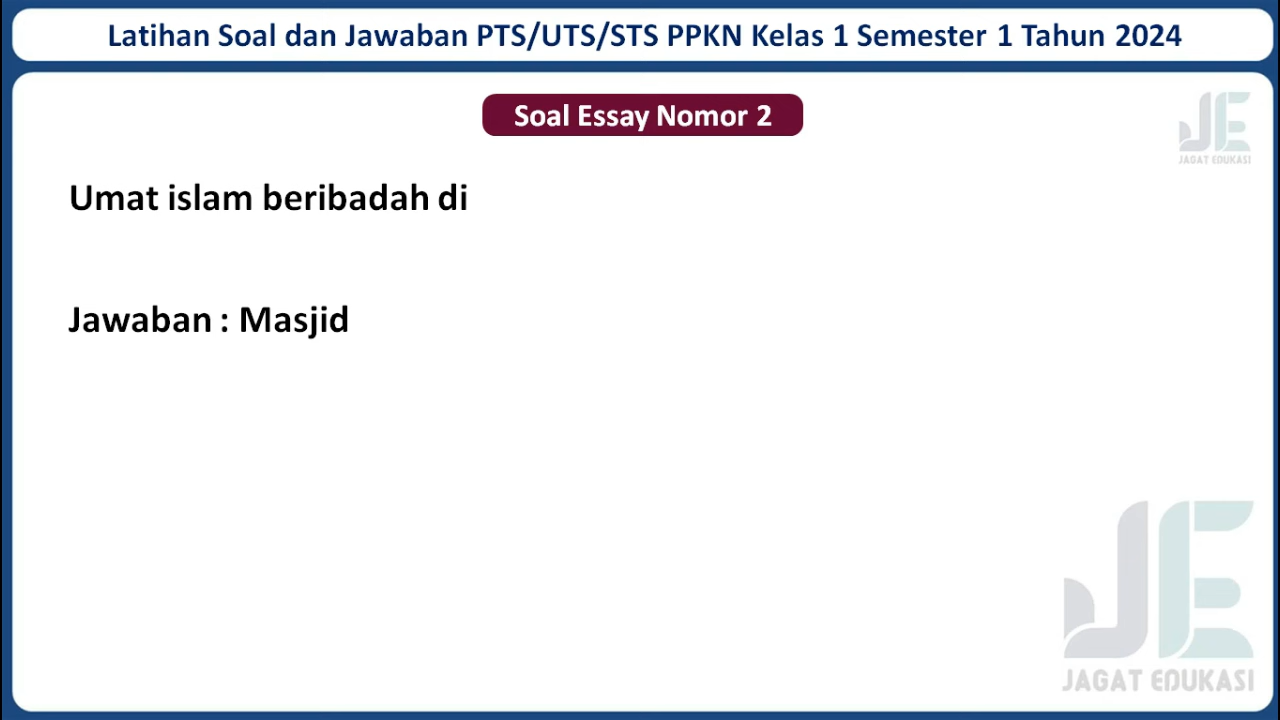 Latihan Soal dan Jawaban PTS/UTS/STS PPKN Kelas 1 Semester 1 Tahun 2024
Soal Essay Nomor 2
JE
JAGAT EDUKASI
Umat islam beribadah di
Jawaban : Masjid
JE
JAGAT EDUKASI